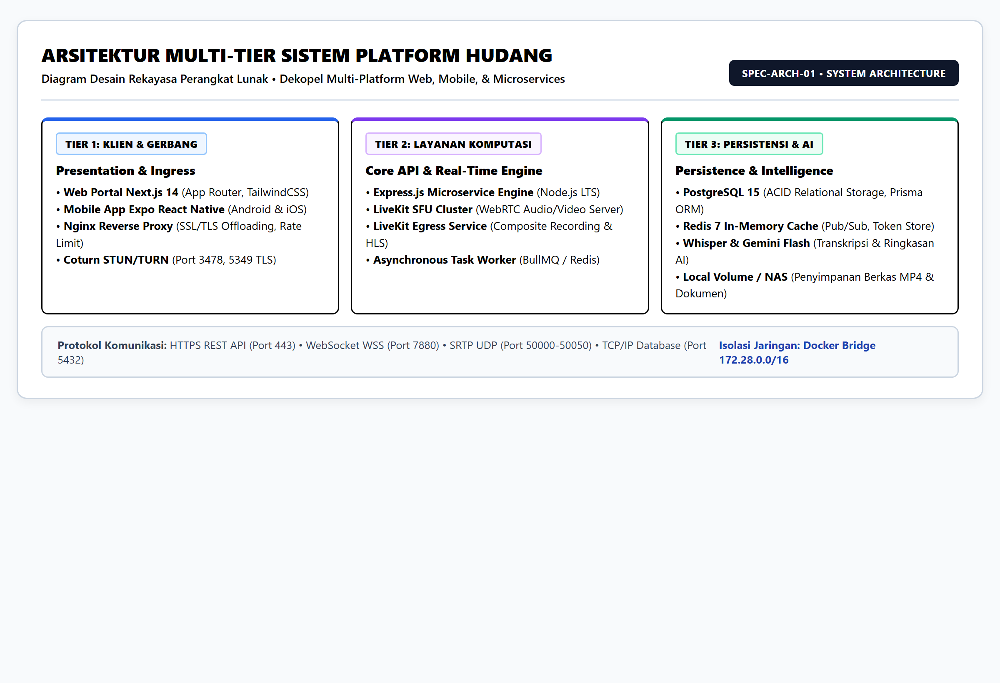 ARSITEKTUR MULTI-TIER SISTEM PLATFORM HUDANG
Diagram Desain Rekayasa Perangkat Lunak • Dekopel Multi-Platform Web, Mobile, & Microservices
SPEC-ARCH-01 • SYSTEM ARCHITECTURE
TIER 1: KLIEN & GERBANG
Presentation & Ingress
• Web Portal Next.js 14 (App Router, TailwindCSS)
• Mobile App Expo React Native (Android & iOS)
• Nginx Reverse Proxy (SSL/TLS Offloading, Rate
Limit)
• Coturn STUN/TURN (Port 3478, 5349 TLS)
TIER 2: LAYANAN KOMPUTASI
Core API & Real-Time Engine
• Express.js Microservice Engine (Node.js LTS)
• LiveKit SFU Cluster (WebRTC Audio/Video Server)
• LiveKit Egress Service (Composite Recording &
HLS)
• Asynchronous Task Worker (BullMQ / Redis)
TIER 3: PERSISTENSI & AI
Persistence & Intelligence
• PostgreSQL 15 (ACID Relational Storage, Prisma
ORM)
• Redis 7 In-Memory Cache (Pub/Sub, Token Store)
• Whisper & Gemini Flash (Transkripsi & Ringkasan
AI)
• Local Volume / NAS (Penyimpanan Berkas MP4 &
Dokumen)
Protokol Komunikasi: HTTPS REST API (Port 443) • WebSocket WSS (Port 7880) • SRTP UDP (Port 50000-50050) • TCP/IP Database (Port
5432)
Isolasi Jaringan: Docker Bridge
172.28.0.0/16